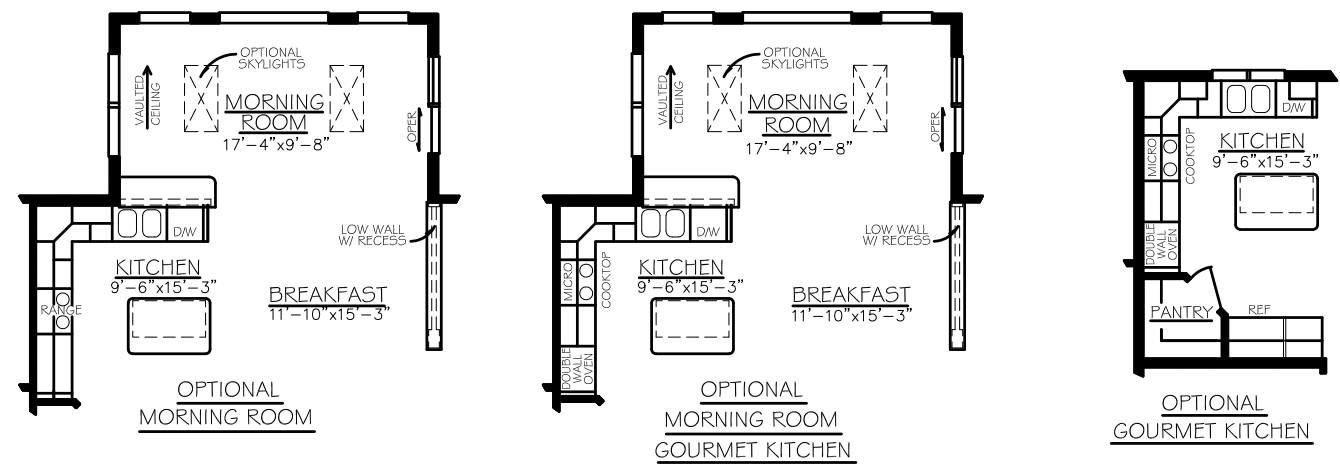 OPTIONAL
SKYLIGHTS
VAULTED
CEILING
MORNING
ROOM
17'-4"x9'-8"
OPER
LOW WALL
W/ RECESS
D/W
KITCHEN
9'-6"x15'-3"
RANGE
BREAKFAST
11'-10"x15'-3"
OPTIONAL
MORNING ROOM
OPTIONAL
SKYLIGHTS
VAULTED
CEILING
MORNING
ROOM
17'-4"x9'-8"
OPER
LOW WALL
W/ RECESS
D/W
MICRO
COOKTOP
KITCHEN
9'-6"x15'-3"
BREAKFAST
11'-10"x15'-3"
DOUBLE
WALL
OVEN
OPTIONAL
MORNING ROOM
GOURMET KITCHEN
D/W
MICRO
COOKTOP
KITCHEN
9'-6"x15'-3"
DOUBLE
WALL
OVEN
PANTRY
REF
OPTIONAL
GOURMET KITCHEN